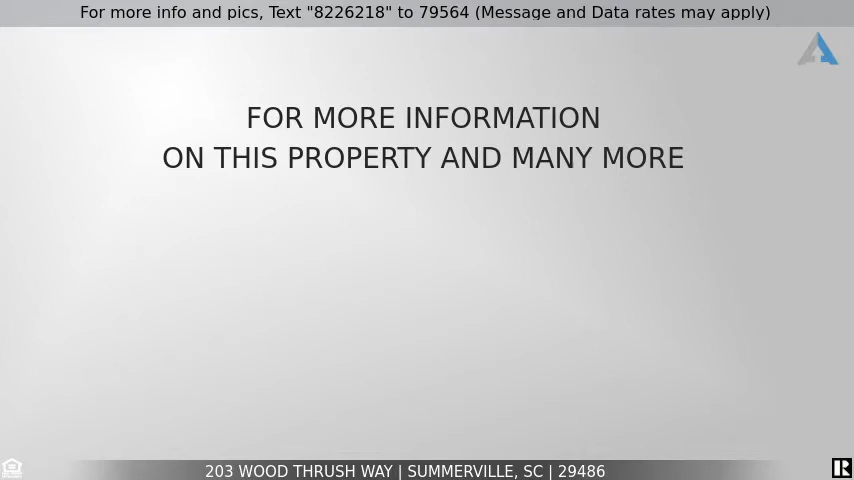 For more info and pics, Text "8226218" to 79564 (Message and Data rates may apply)
FOR MORE INFORMATION
ON THIS PROPERTY AND MANY MORE
203 WOOD THRUSH WAY | SUMMERVILLE, SC | 29486